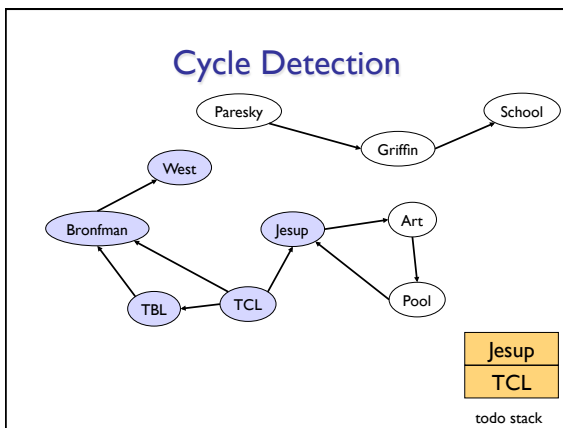 Cycle Detection
Paresky
School
Griffin
West
Bronfman
Jesup
Art
TBL
TCL
Pool
Jesup
TCL
todo stack